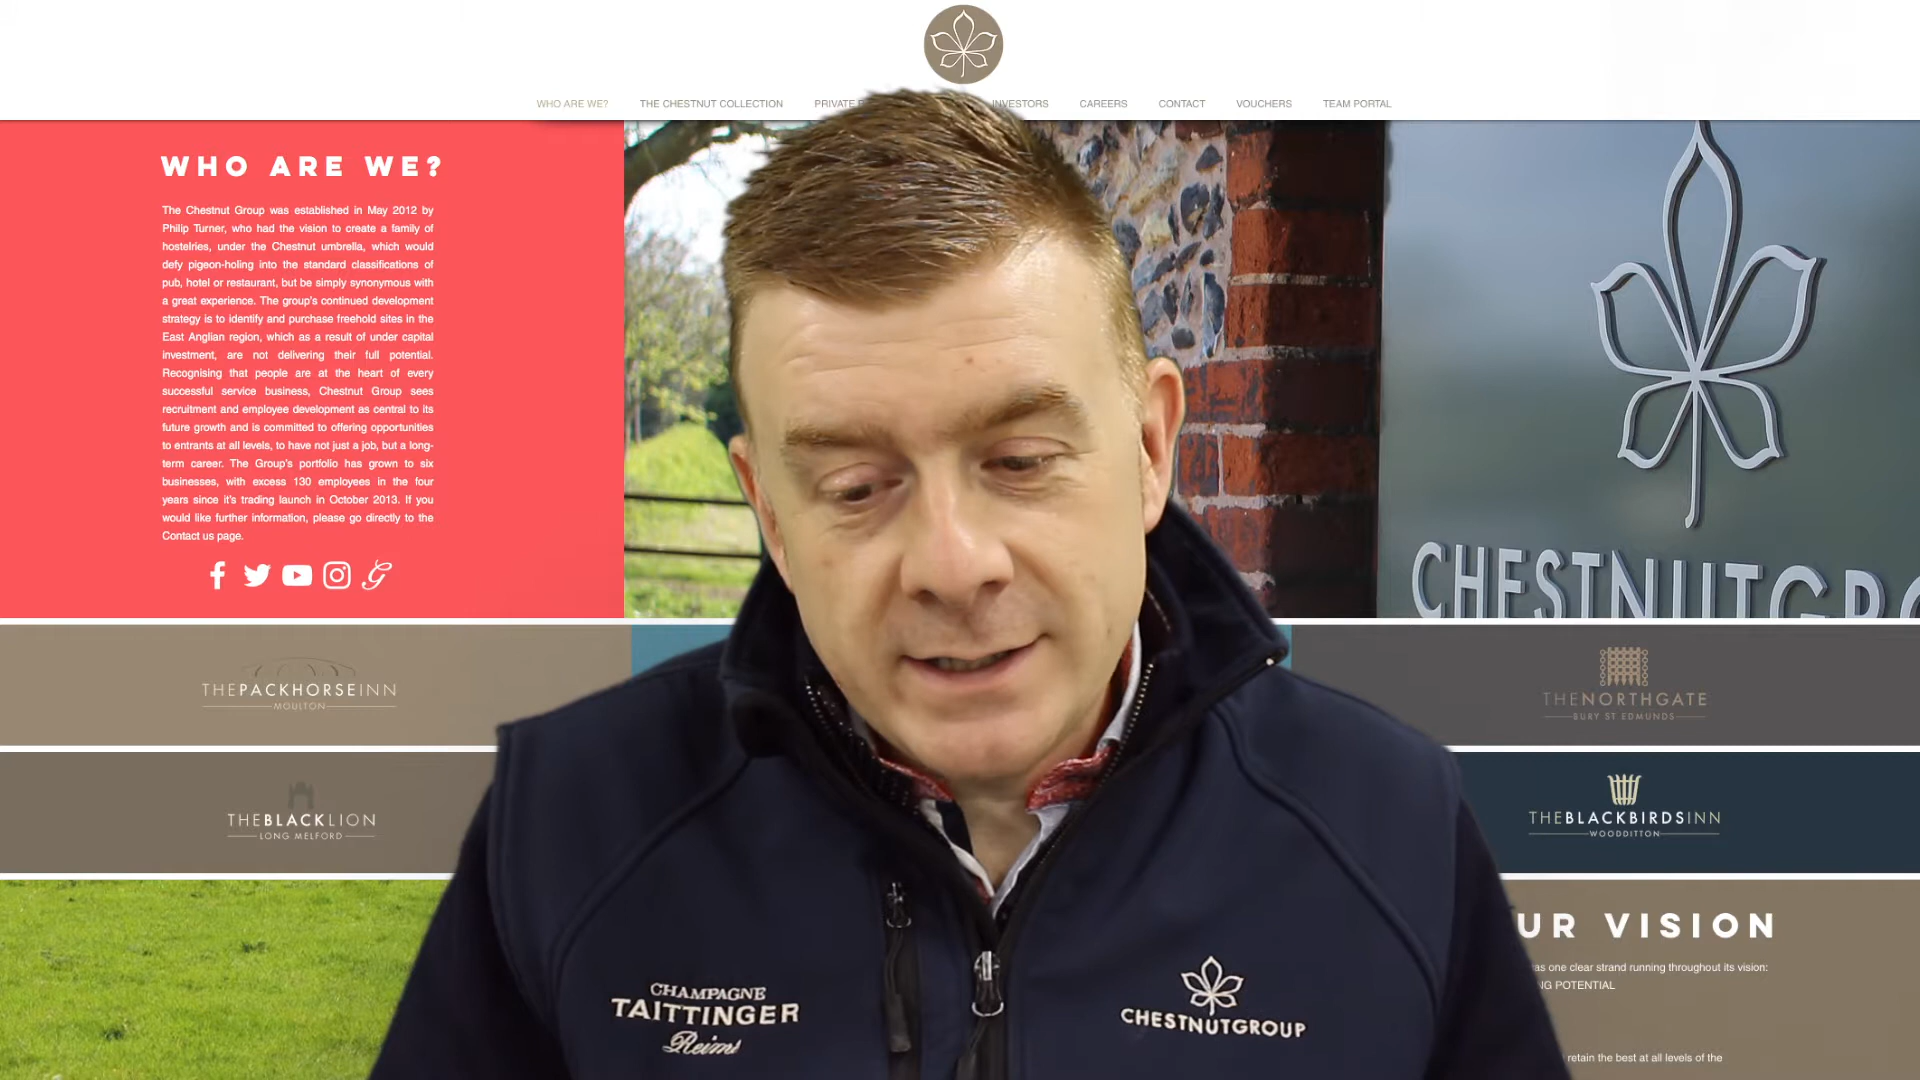 WHO ARE WE?
THE CHESTNUT COLLECTION
PRIVATE
INVESTORS
CAREERS
CONTACT
VOUCHERS
TEAM PORTAL
WHO ARE WE?
The Chestnut Group was established in May 2012 by
Philip Turner, who had the vision to create a family of
hostelries, under the Chestnut umbrella, which would
defy pigeon-holing into the standard classifications of
pub, hotel or restaurant, but be simply synonymous with
a great experience. The group's continued development
strategy is to identify and purchase freehold sites in the
East Anglian region, which as a result of under capital
investment, are not delivering their full potential.
Recognising that people are at the heart of every
successful service business, Chestnut Group sees
recruitment and employee development as central to its
future growth and is committed to offering opportunities
to entrants at all levels, to have not just a job, but a long-
term career. The Group's portfolio has grown to six
businesses, with excess 130 employees in the four
years since it's trading launch in October 2013. If you
would like further information, please go directly to the
Contact us page.
CHESTNUTGRO
THEPACKHORSEINN
MOULTON
THENORTHGATE
BURY ST EDMUNDS
THEBLACKLION
LONG MELFORD
THEBLACKBIRDSINN
WOODDITTON
UR VISION
as one clear strand running throughout its vision:
NG POTENTIAL
retain the best at all levels of the
CHAMPAGNE
TAITTINGER
Reims
CHESTNUTGROUP